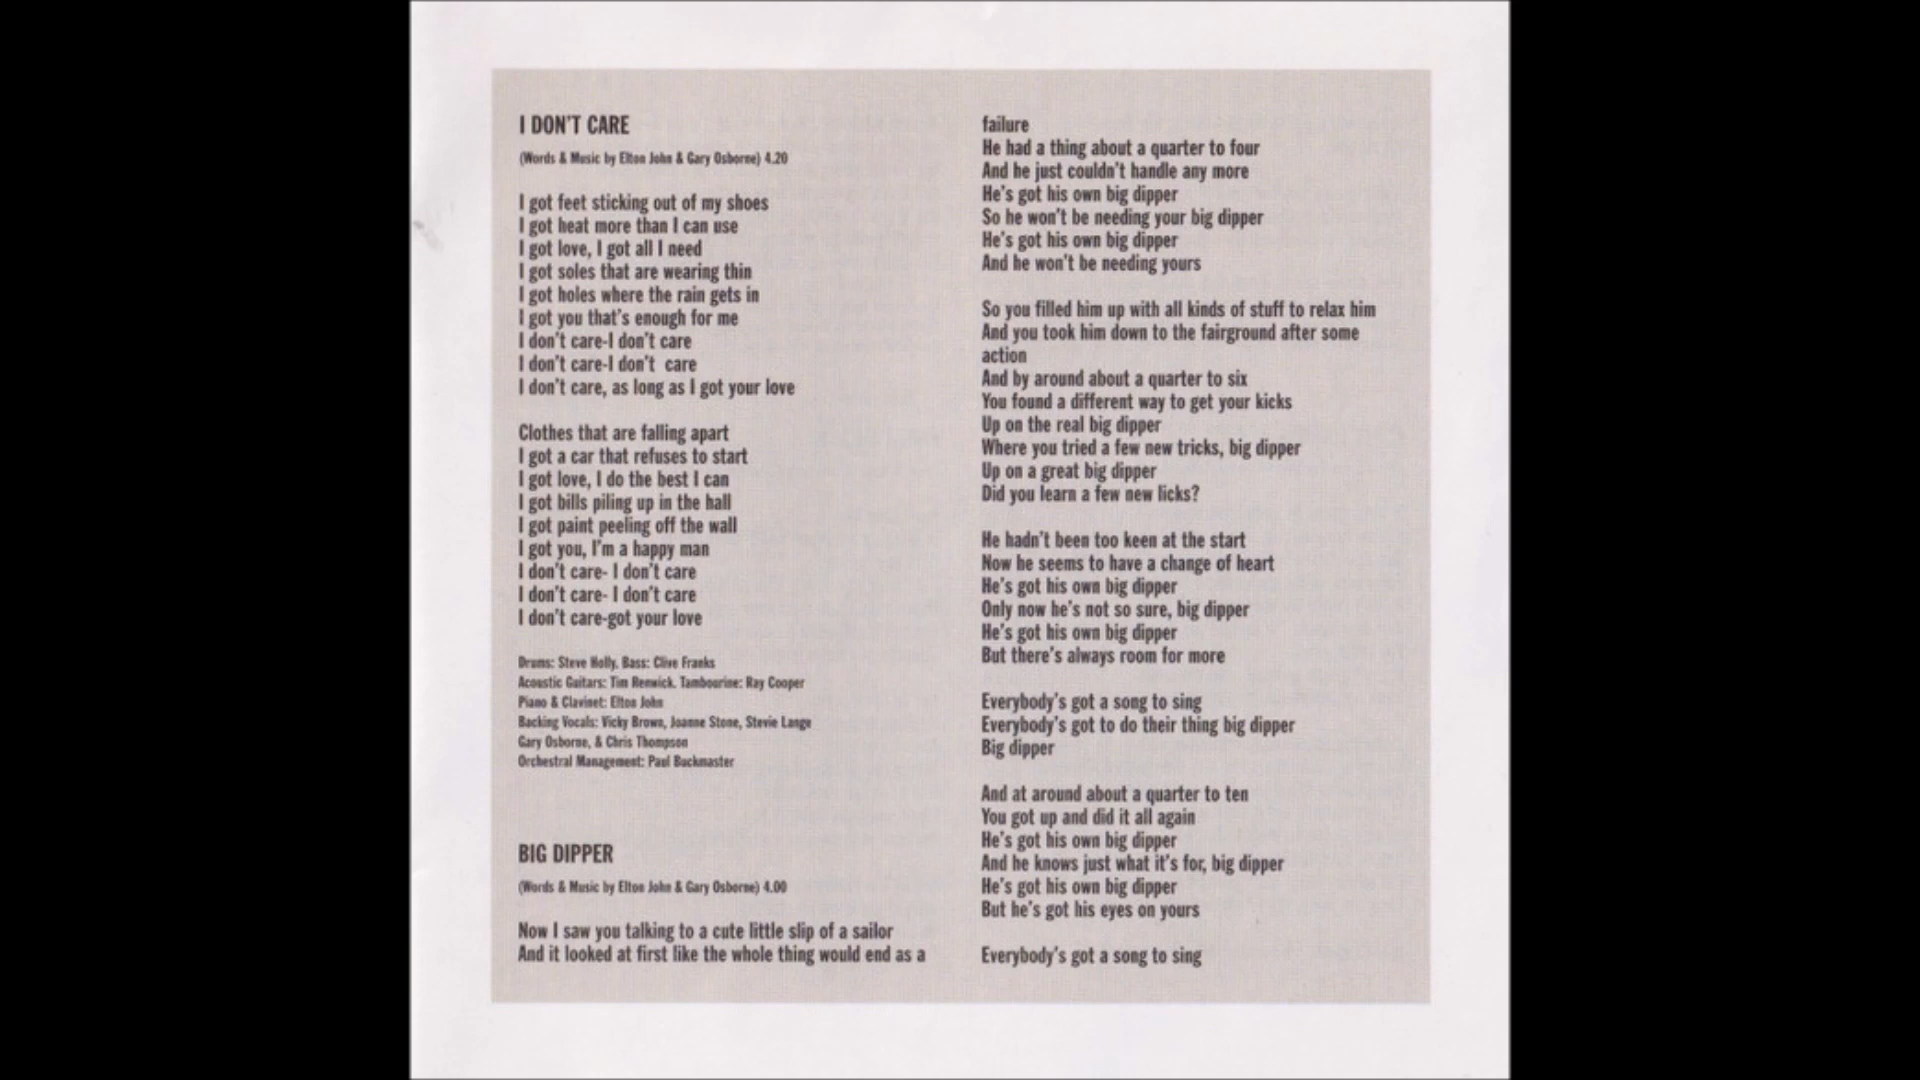 I DON'T CARE
(Words & Music by Elton John & Gary Osborne) 4.20
I got feet sticking out of my shoes
I got heat more than I can use
I got love, I got all I need
I got soles that are wearing thin
I got holes where the rain gets in
I got you that's enough for me
I don't care-I don't care
I don't care-I don't  care
I don't care, as long as I got your love
Clothes that are falling apart
I got a car that refuses to start
I got love, I do the best I can
I got bills piling up in the hall
I got paint peeling off the wall
I got you, I'm a happy man
I don't care- I don't care
I don't care- I don't care
I don't care-got your love
Drums: Steve Holly. Bass: Clive Franks
Acoustic Guitars: Tim Renwick. Tambourine: Ray Cooper
Piano & Clavinet: Elton John
Backing Vocals: Vicky Brown, Joanne Stone, Stevie Lange
Gary Osborne, & Chris Thompson
Orchestral Management: Paul Buckmaster
BIG DIPPER
(Words & Music by Elton John & Gary Osborne) 4.00
Now I saw you talking to a cute little slip of a sailor
And it looked at first like the whole thing would end as a
failure
He had a thing about a quarter to four
And he just couldn't handle any more
He's got his own big dipper
So he won't be needing your big dipper
He's got his own big dipper
And he won't be needing yours
So you filled him up with all kinds of stuff to relax him
And you took him down to the fairground after some
action
And by around about a quarter to six
You found a different way to get your kicks
Up on the real big dipper
Where you tried a few new tricks, big dipper
Up on a great big dipper
Did you learn a few new licks?
He hadn't been too keen at the start
Now he seems to have a change of heart
He's got his own big dipper
Only now he's not so sure, big dipper
He's got his own big dipper
But there's always room for more
Everybody's got a song to sing
Everybody's got to do their thing big dipper
Big dipper
And at around about a quarter to ten
You got up and did it all again
He's got his own big dipper
And he knows just what it's for, big dipper
He's got his own big dipper
But he's got his eyes on yours
Everybody's got a song to sing